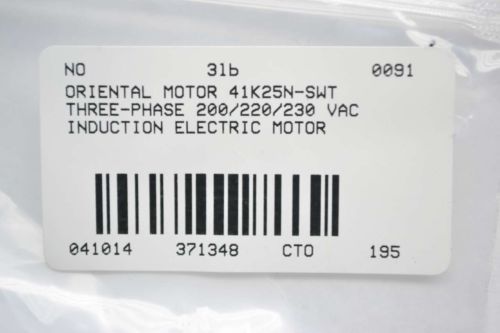 NO 3lb 0091
ORIENTAL MOTOR 41K25N-SWT
THREE-PHASE 200/220/230 VAC
INDUCTION ELECTRIC MOTOR
041014 371348 CTO 195